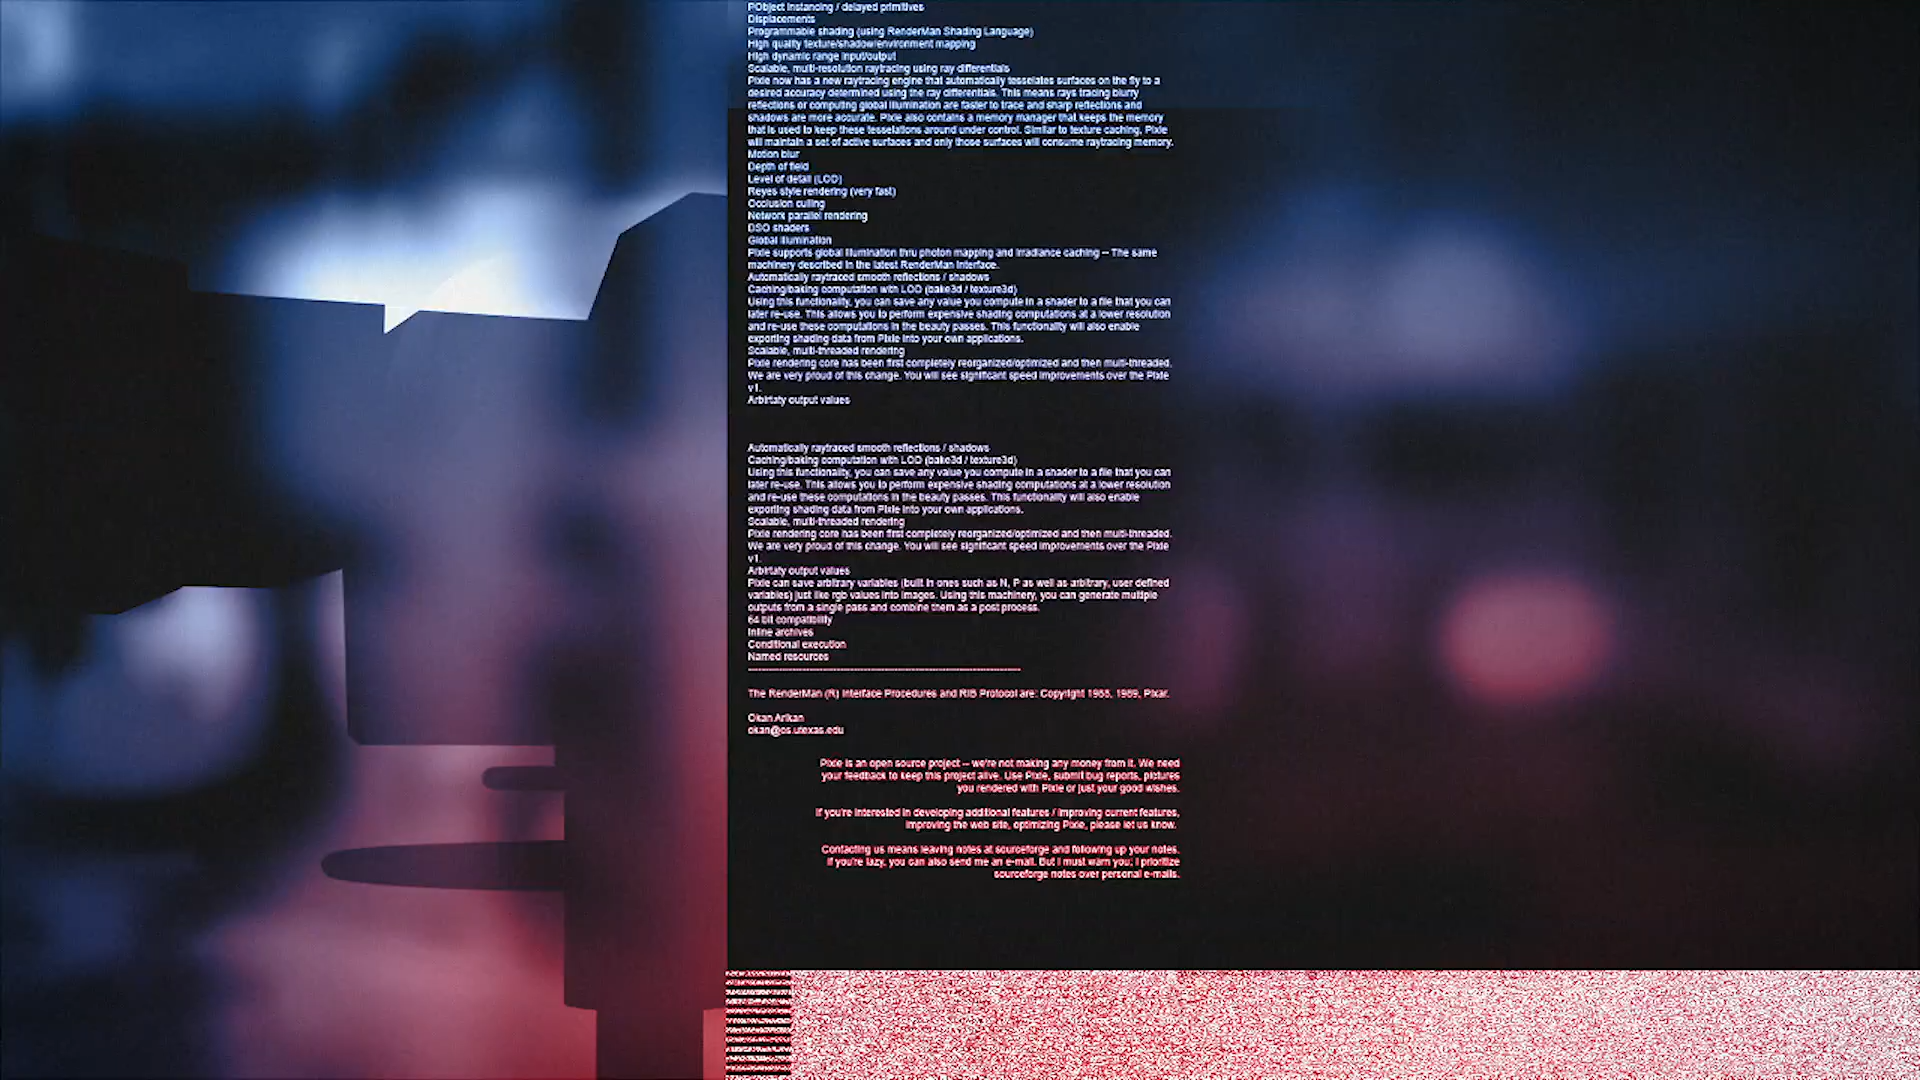 PObject Instancing / delayed primitives
Displacements
Programmable shading (using RenderMan Shading Language)
High quality texture/shadow/environment mapping
High dynamic range input/output
Scalable, multi-resolution raytracing using ray differentials
Pixie now has a new raytracing engine that automatically tesselates surfaces on the fly to a
desired accuracy determined using the ray differentials. This means rays tracing blurry
reflections or computing global illumination are faster to trace and sharp reflections and
shadows are more accurate. Pixie also contains a memory manager that keeps the memory
that is used to keep these tesselations around under control. Similar to texture caching, Pixie
will maintain a set of active surfaces and only those surfaces will consume raytracing memory.
Motion blur
Depth of field
Level of detail (LOD)
Reyes style rendering (very fast)
Occlusion culling
Network parallel rendering
DSO shaders
Global illumination
Pixie supports global illumination thru photon mapping and irradiance caching -- The same
machinery described in the latest RenderMan Interface.
Automatically raytraced smooth reflections / shadows
Caching/baking computation with LOD (bake3d / texture3d)
Using this functionality, you can save any value you compute in a shader to a file that you can
later re-use. This allows you to perform expensive shading computations at a lower resolution
and re-use these computations in the beauty passes. This functionality will also enable
exporting shading data from Pixie into your own applications.
Scalable, multi-threaded rendering
Pixie rendering core has been first completely reorganized/optimized and then multi-threaded.
We are very proud of this change. You will see significant speed improvements over the Pixie
v1.
Arbirtaty output values
Automatically raytraced smooth reflections / shadows
Caching/baking computation with LOD (bake3d / texture3d)
Using this functionality, you can save any value you compute in a shader to a file that you can
later re-use. This allows you to perform expensive shading computations at a lower resolution
and re-use these computations in the beauty passes. This functionality will also enable
exporting shading data from Pixie into your own applications.
Scalable, multi-threaded rendering
Pixie rendering core has been first completely reorganized/optimized and then multi-threaded.
We are very proud of this change. You will see significant speed improvements over the Pixie
v1.
Arbirtaty output values
Pixie can save arbitrary variables (built in ones such as N, P as well as arbitrary, user defined
variables) just like rgb values into images. Using this machinery, you can generate multiple
outputs from a single pass and combine them as a post process.
64 bit compatibility
Inline archives
Conditional execution
Named resources
The RenderMan (R) Interface Procedures and RIB Protocol are: Copyright 1988, 1989, Pixar.
Okan Arikan
okan@cs.utexas.edu
Pixie is an open source project -- we're not making any money from it. We need
your feedback to keep this project alive. Use Pixie, submit bug reports, pictures
you rendered with Pixie or just your good wishes.
If you're interested in developing additional features / improving current features,
improving the web site, optimizing Pixie, please let us know.
Contacting us means leaving notes at sourceforge and following up your notes.
If you're lazy, you can also send me an e-mail. But I must warn you: I prioritize
sourceforge notes over personal e-mails.